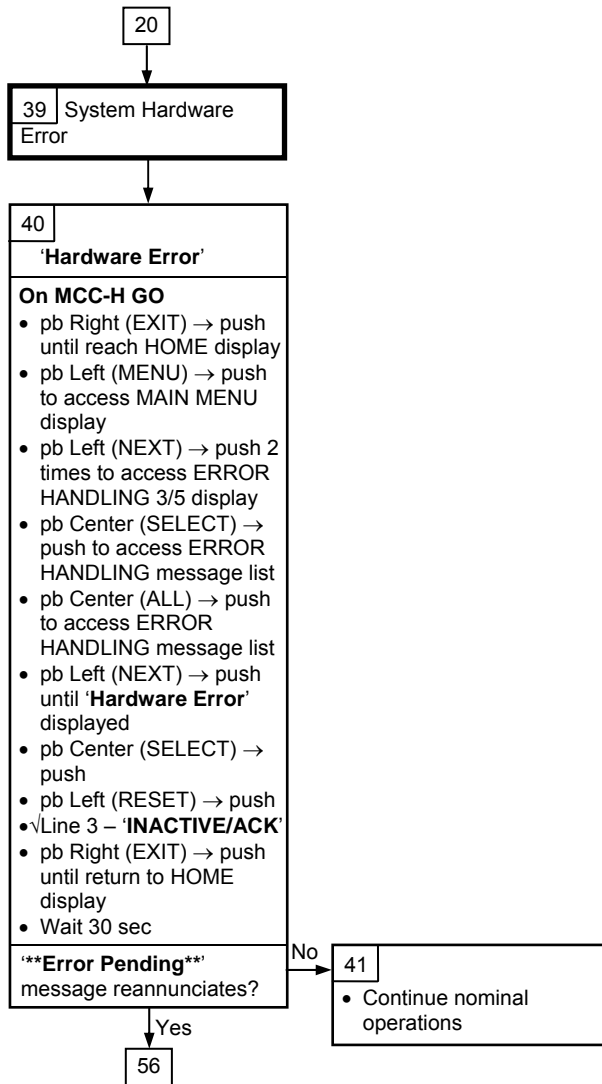 20
39 System Hardware
Error
40
‘Hardware Error’
On MCC-H GO
• pb Right (EXIT) → push
until reach HOME display
• pb Left (MENU) → push
to access MAIN MENU
display
• pb Left (NEXT) → push 2
times to access ERROR
HANDLING 3/5 display
• pb Center (SELECT) →
push to access ERROR
HANDLING message list
• pb Center (ALL) → push
to access ERROR
HANDLING message list
• pb Left (NEXT) → push
until ‘Hardware Error’
displayed
• pb Center (SELECT) →
push
• pb Left (RESET) → push
•√Line 3 – ‘INACTIVE/ACK’
• pb Right (EXIT) → push
until return to HOME
display
• Wait 30 sec
‘**Error Pending**’
message reannunciates?
No
41
• Continue nominal
operations
Yes
56